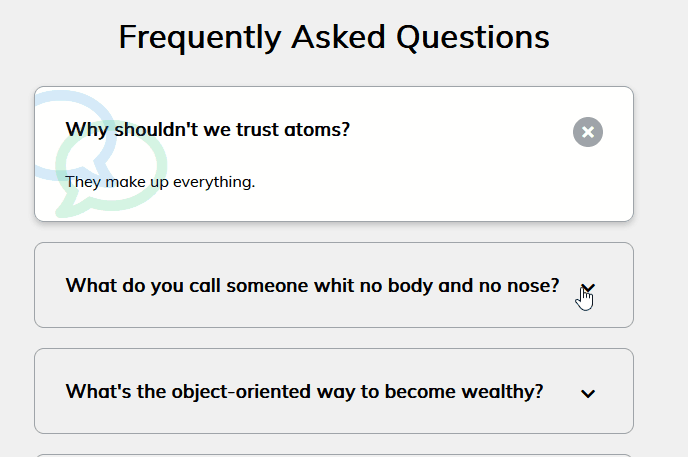 Frequently Asked Questions
Why shouldn't we trust atoms?
They make up everything.
What do you call someone whit no body and no nose?
What's the object-oriented way to become wealthy?